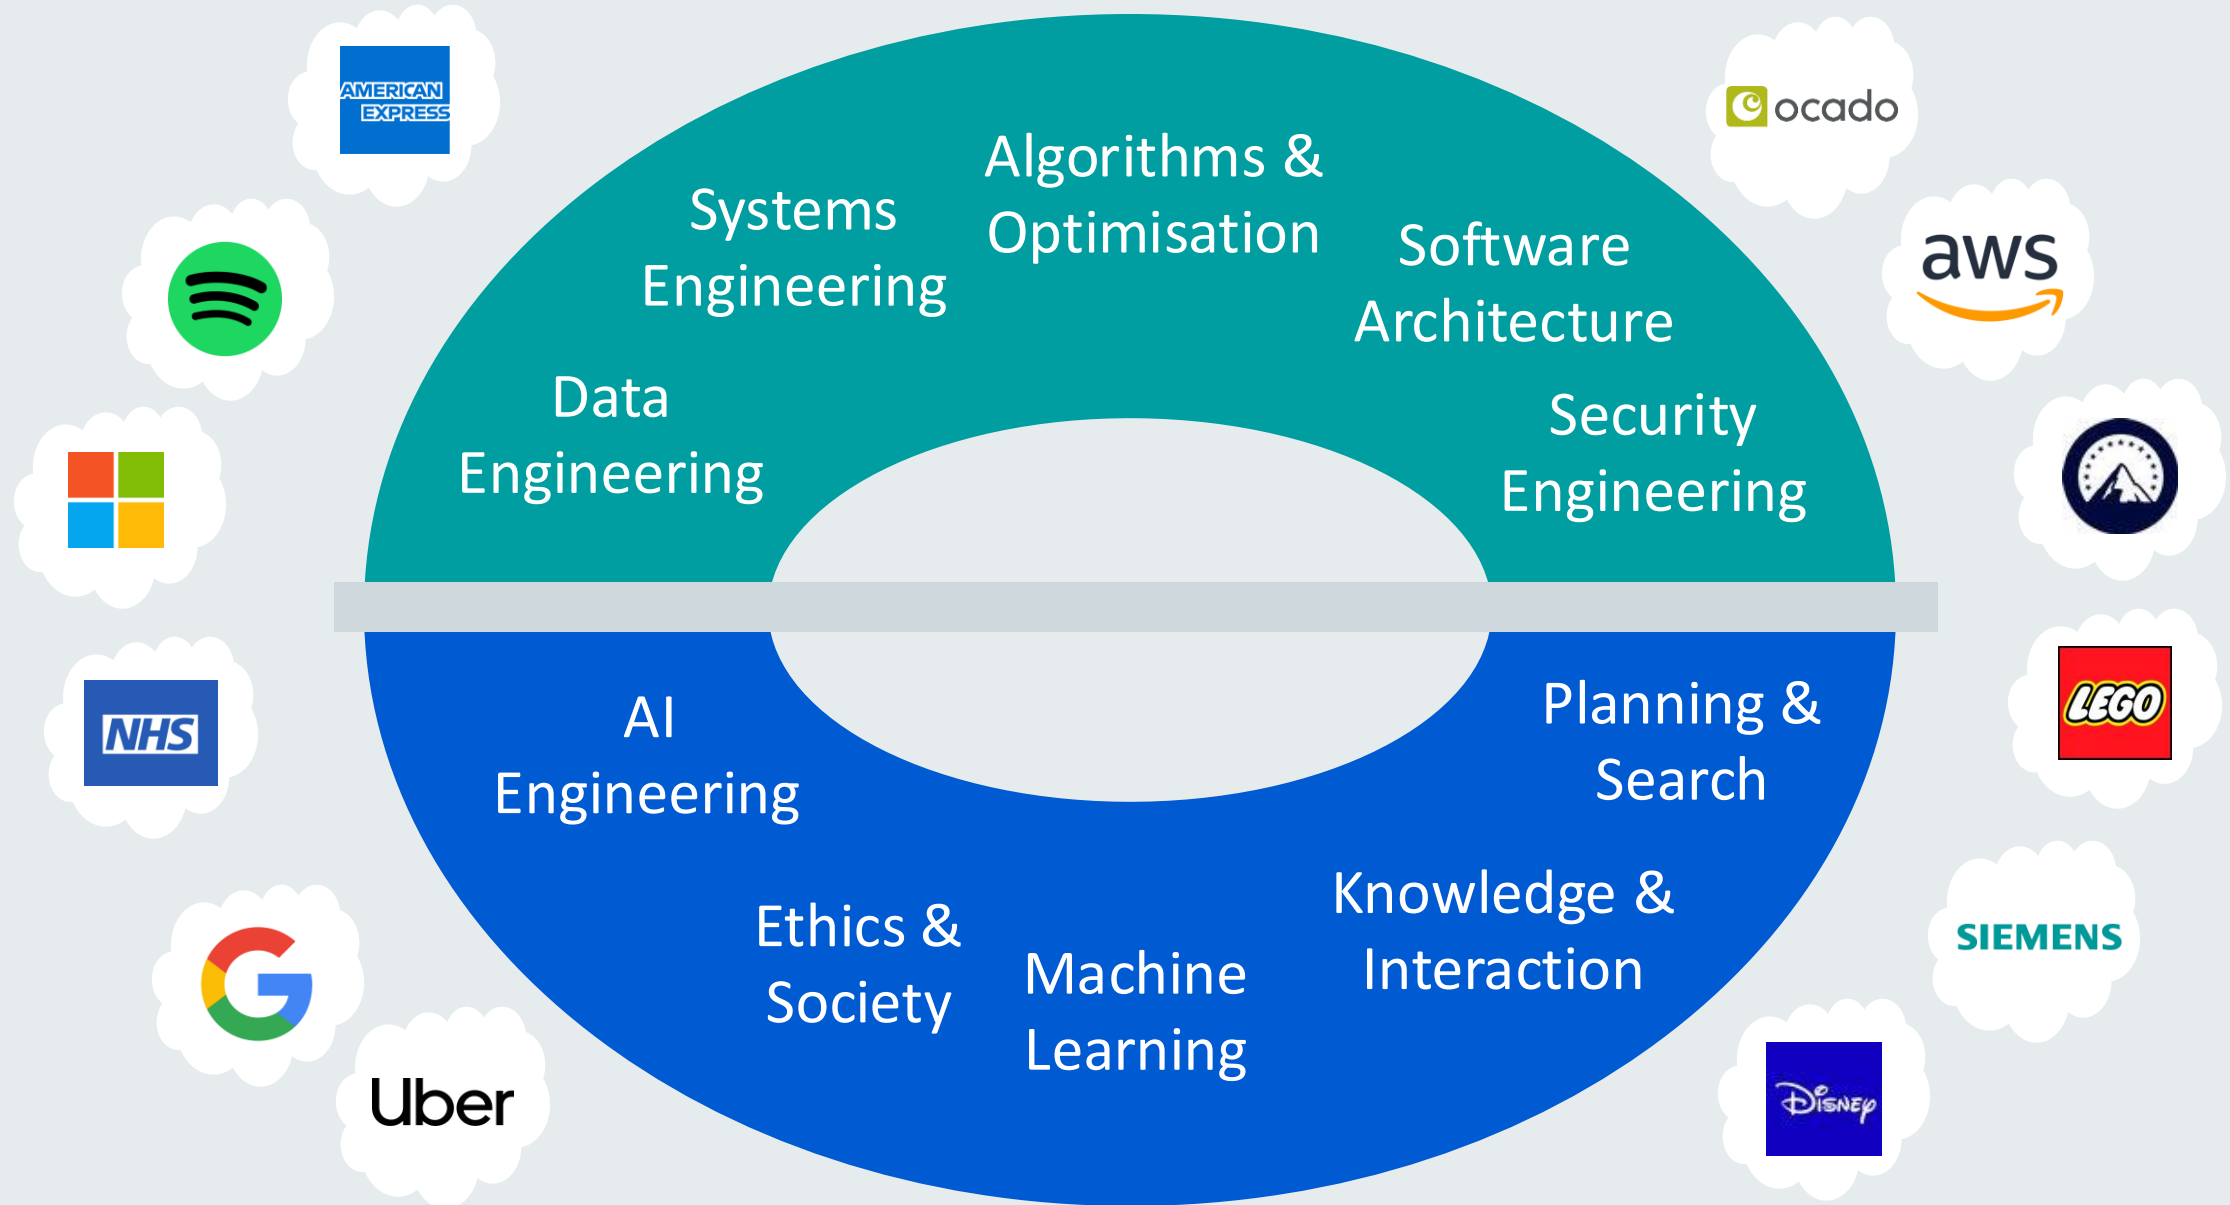 AMERICAN
EXPRESS
ocado
Algorithms &
Optimisation
Systems
Engineering
Software
Architecture
aws
Data
Engineering
Security
Engineering
AI
Engineering
Planning &
Search
NHS
LEGO
Ethics &
Society
Machine
Learning
Knowledge &
Interaction
SIEMENS
G
Uber
Disney